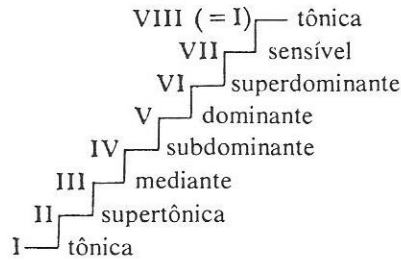 VIII (= I) tônica
VII sensível
VI superdominante
V dominante
IV subdominante
III mediante
II supertônica
I tônica